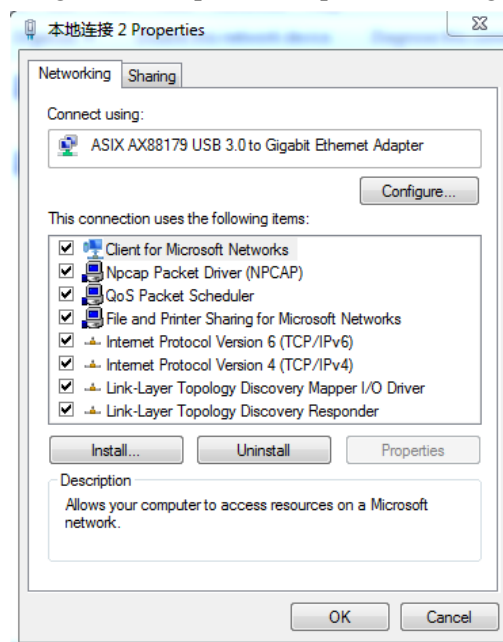 本地连接 2 Properties
Networking
Sharing
Connect using:
ASIX AX88179 USB 3.0 to Gigabit Ethernet Adapter
Configure...
This connection uses the following items:
Client for Microsoft Networks
Npcap Packet Driver (NPCAP)
QoS Packet Scheduler
File and Printer Sharing for Microsoft Networks
Internet Protocol Version 6 (TCP/IPv6)
Internet Protocol Version 4 (TCP/IPv4)
Link-Layer Topology Discovery Mapper I/O Driver
Link-Layer Topology Discovery Responder
Install...
Uninstall
Properties
Description
Allows your computer to access resources on a Microsoft
network.
OK
Cancel